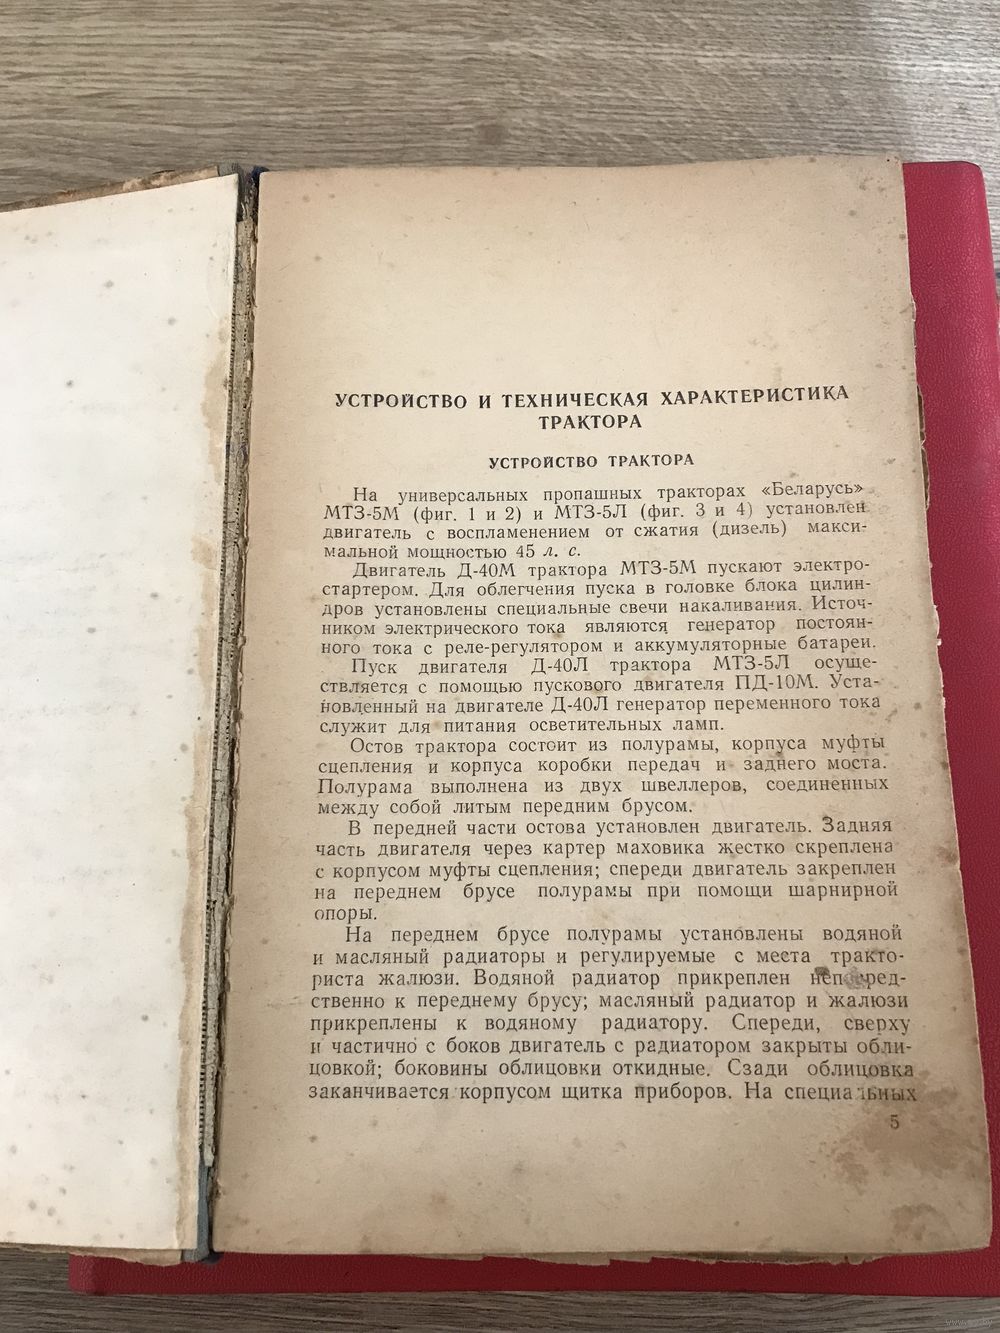 УСТРОЙСТВО И ТЕХНИЧЕСКАЯ ХАРАКТЕРИСТИКА
ТРАКТОРА
УСТРОЙСТВО ТРАКТОРА
На универсальных пропашных тракторах «Беларусь»
МТЗ-5М (фиг. 1 и 2) и МТЗ-5Л (фиг. 3 и 4) установлен
двигатель с воспламенением от сжатия (дизель) макси-
мальной мощностью 45 л. с.
Двигатель Д-40М трактора МТЗ-5М пускают электро-
стартером. Для облегчения пуска в головке блока цилин-
дров установлены специальные свечи накаливания. Источ-
ником электрического тока являются генератор постоян-
ного тока с реле-регулятором и аккумуляторные батареи.
Пуск двигателя Д-40Л трактора МТЗ-5Л осуще-
ствляется с помощью пускового двигателя ПД-10М. Уста-
новленный на двигателе Д-40Л генератор переменного тока
служит для питания осветительных ламп.
Остов трактора состоит из полурамы, корпуса муфты
сцепления и корпуса коробки передач и заднего моста.
Полурама выполнена из двух швеллеров, соединенных
между собой литым передним брусом.
В передней части остова установлен двигатель. Задняя
часть двигателя через картер маховика жестко скреплена
с корпусом муфты сцепления; спереди двигатель закреплен
на переднем брусе полурамы при помощи шарнирной
опоры.
На переднем брусе полурамы установлены водяной
и масляный радиаторы и регулируемые с места тракто-
риста жалюзи. Водяной радиатор прикреплен непосред-
ственно к переднему брусу; масляный радиатор и жалюзи
прикреплены к водяному радиатору. Спереди, сверху
и частично с боков двигатель с радиатором закрыты обли-
цовкой; боковины облицовки откидные. Сзади облицовка
заканчивается корпусом щитка приборов. На специальных
5